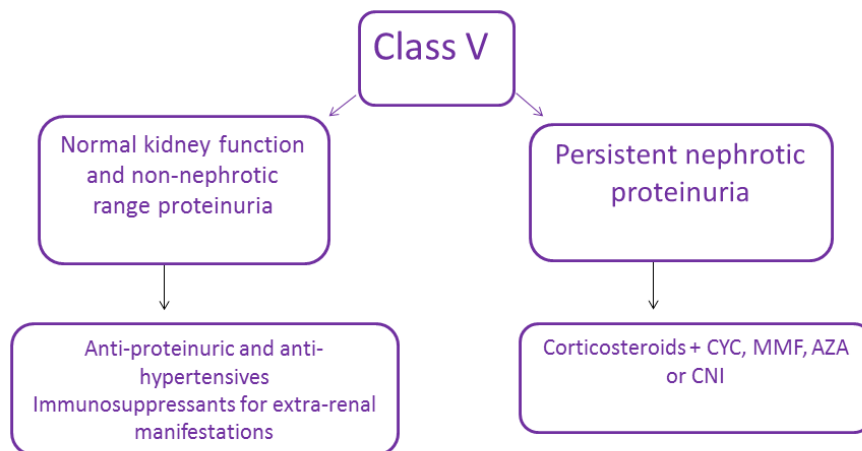 Class V
Normal kidney function
and non-nephrotic
range proteinuria
Persistent nephrotic
proteinuria
Anti-proteinuric and anti-
hypertensives
Immunosuppressants for extra-renal
manifestations
Corticosteroids + CYC, MMF, AZA
or CNI